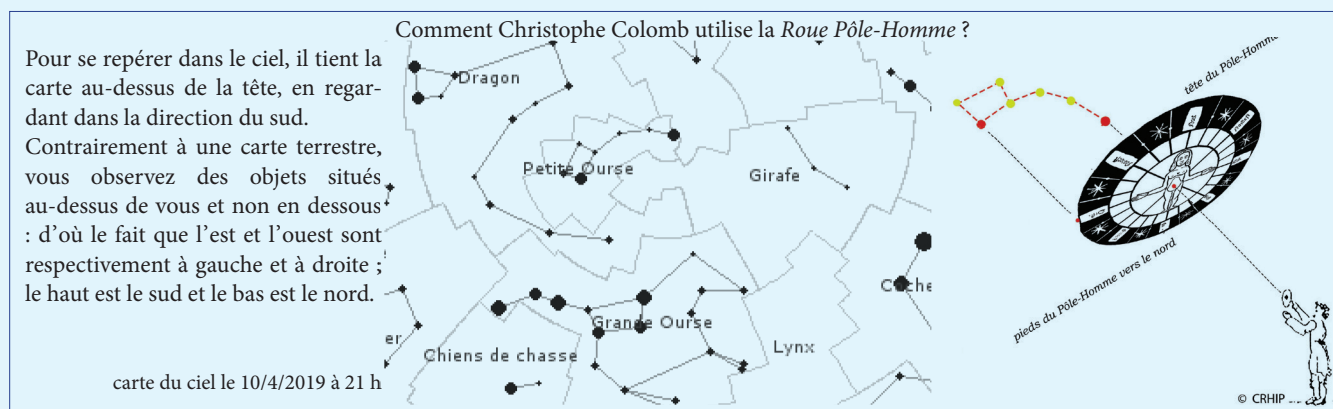 Comment Christophe Colomb utilise la Roue Pôle-Homme ?
Pour se repérer dans le ciel, il tient la
carte au-dessus de la tête, en regar-
dant dans la direction du sud.
Contrairement à une carte terrestre,
vous observez des objets situés
au-dessus de vous et non en dessous
: d'où le fait que l'est et l'ouest sont
respectivement à gauche et à droite ;
le haut est le sud et le bas est le nord.
carte du ciel le 10/4/2019 à 21 h
Dragon
Petite Ourse
Girafe
Grande Ourse
Chiens de chasse
Lynx
er
Coche
tête du Pôle-Homme
pieds du Pôle-Homme vers le nord
© CRHIP